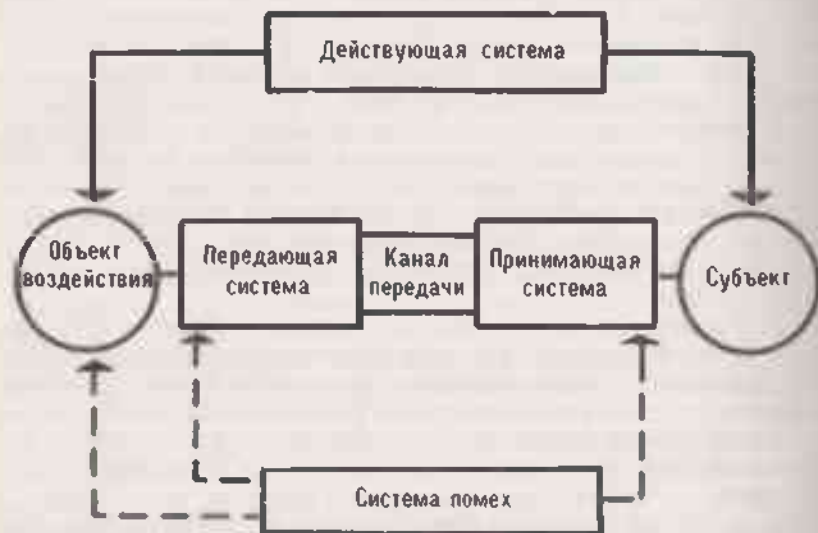 Действующая система
Объект
воздействия
Передающая
система
Канал
передачи
Принимающая
система
Субъект
Система помех